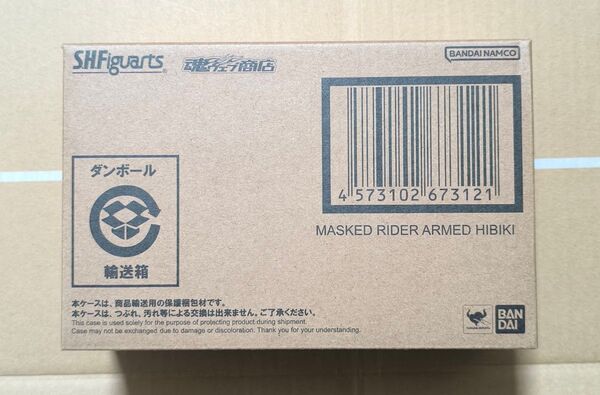 S.H.Figuarts
魂ウェブ商店
BANDAI NAMCO
4 573102 673121
MASKED RIDER ARMED HIBIKI
ダンボール
輸送箱
本ケースは、商品輸送用の保護梱包材です。
本ケースは、つぶれ、汚れ等による交換は出来ません。ご了承ください。
This case is used solely for the purpose of protecting product during shipment.
Case may not be exchanged due to damage or discoloration. Thank you for your understanding.
BAN
DAI